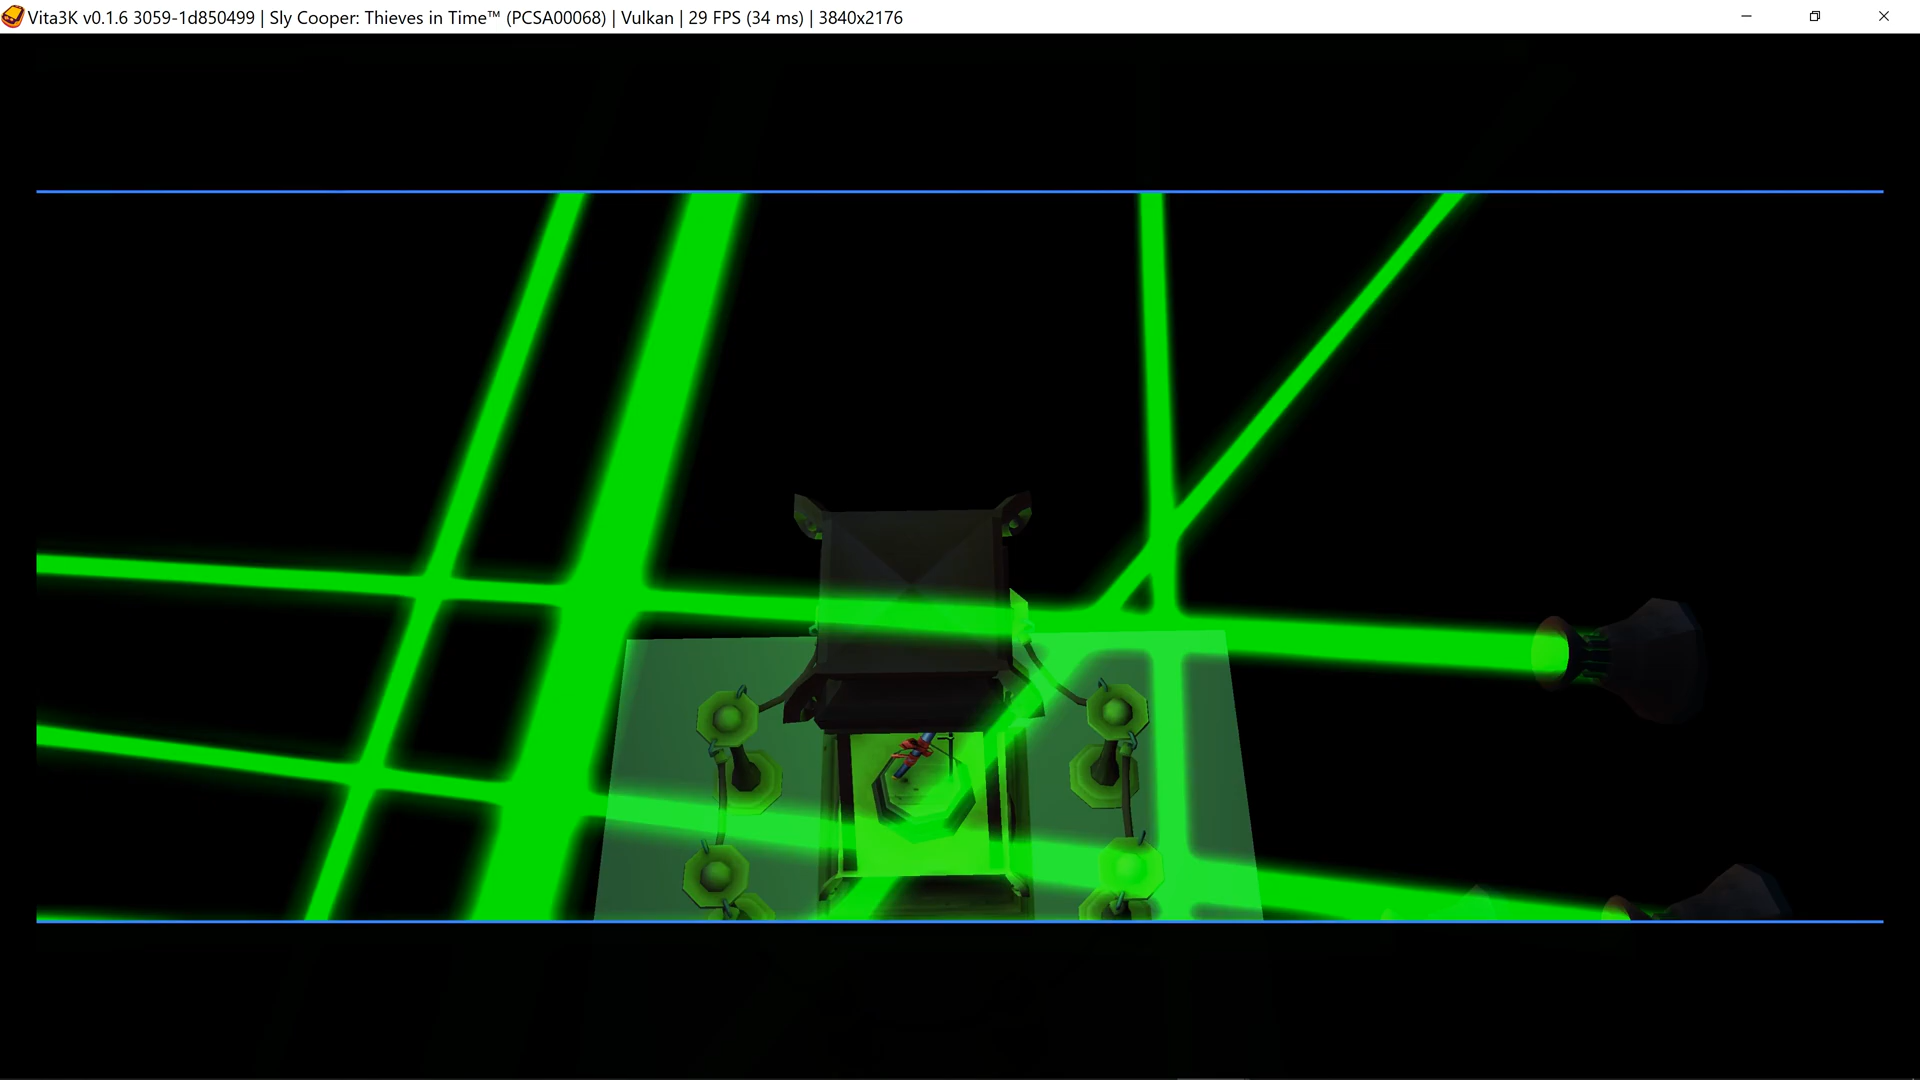 Vita3K v0.1.6 3059-1d850499 | Sly Cooper: Thieves in Time™ (PCSA00068) | Vulkan | 29 FPS (34 ms) | 3840x2176